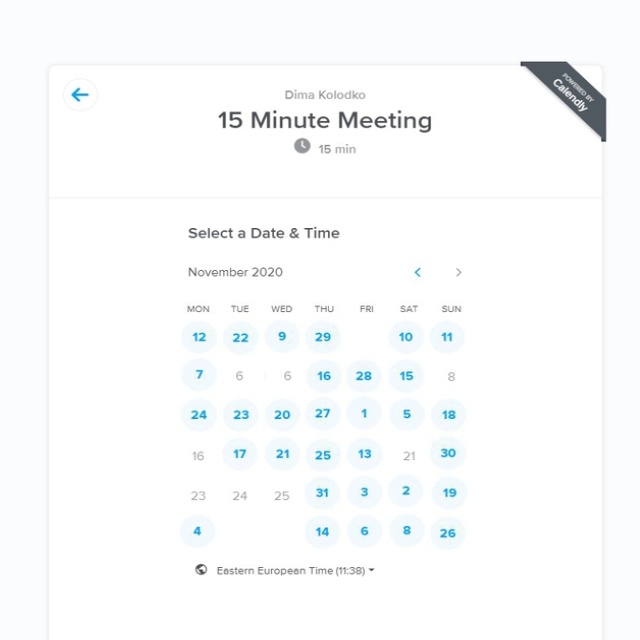 POWERED BY
Calendly
Dima Kolodko
15 Minute Meeting
15 min
Select a Date & Time
November 2020
MON TUE WED THU FRI SAT SUN
12 22 9 29 10 11
7 6 6 16 28 15 8
24 23 20 27 1 5 18
16 17 21 25 13 21 30
23 24 25 31 3 2 19
4 14 6 8 26
Eastern European Time (11:38)